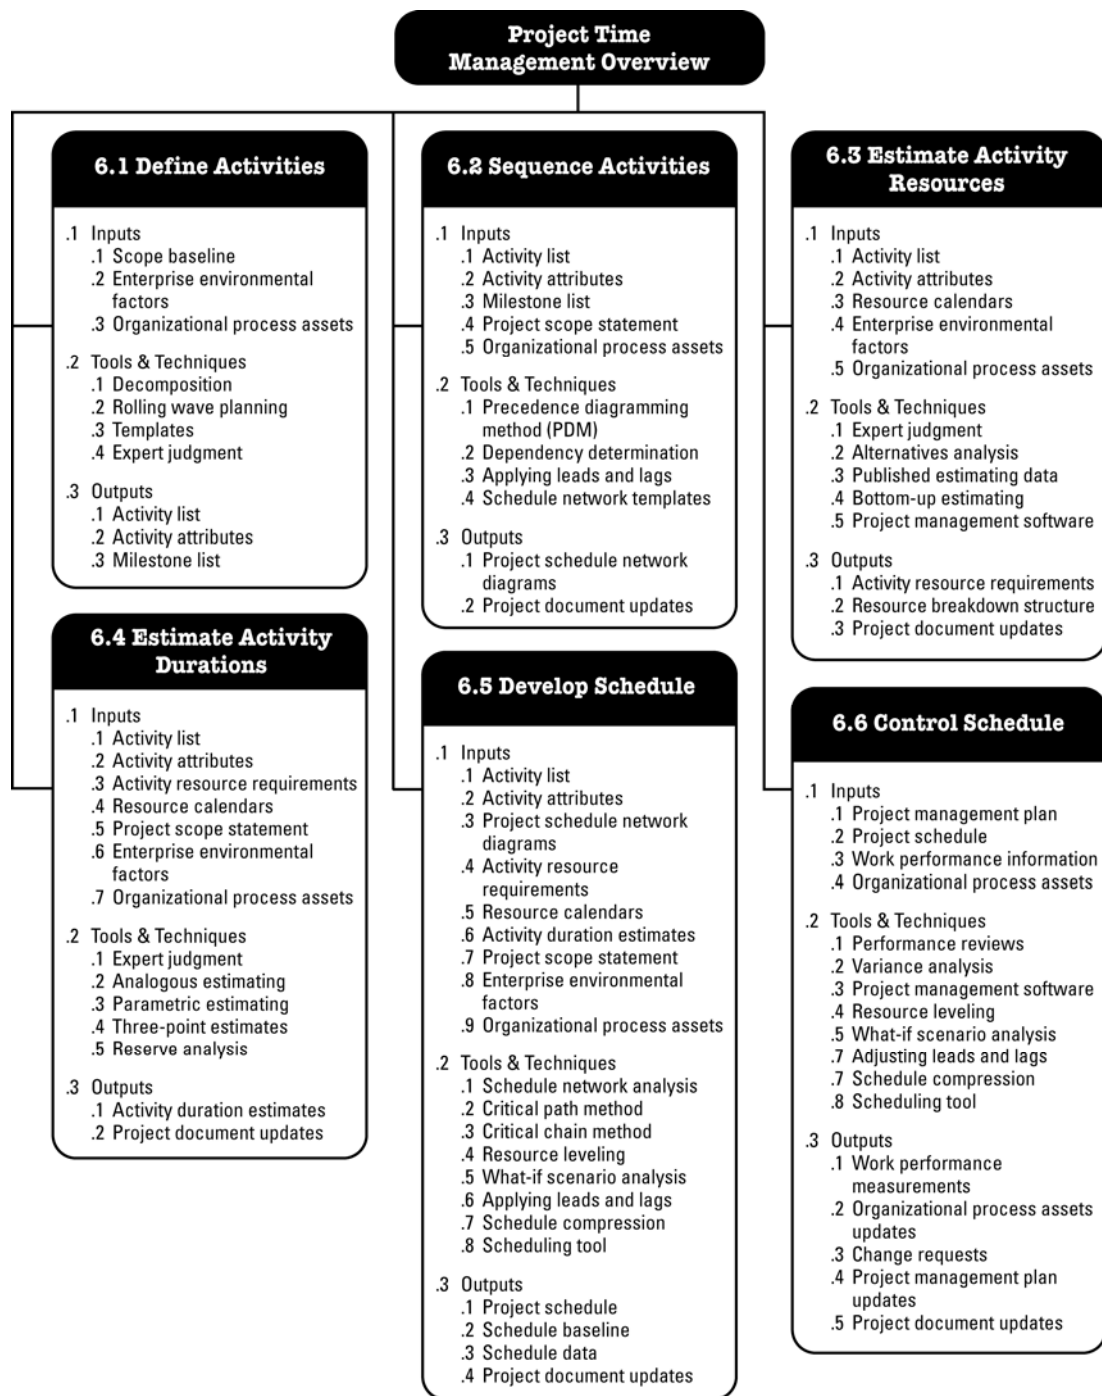 Project Time
Management Overview
6.1 Define Activities
.1 Inputs
.1 Scope baseline
.2 Enterprise environmental
factors
.3 Organizational process assets
.2 Tools & Techniques
.1 Decomposition
.2 Rolling wave planning
.3 Templates
.4 Expert judgment
.3 Outputs
.1 Activity list
.2 Activity attributes
.3 Milestone list
6.2 Sequence Activities
.1 Inputs
.1 Activity list
.2 Activity attributes
.3 Milestone list
.4 Project scope statement
.5 Organizational process assets
.2 Tools & Techniques
.1 Precedence diagramming
method (PDM)
.2 Dependency determination
.3 Applying leads and lags
.4 Schedule network templates
.3 Outputs
.1 Project schedule network
diagrams
.2 Project document updates
6.3 Estimate Activity
Resources
.1 Inputs
.1 Activity list
.2 Activity attributes
.3 Resource calendars
.4 Enterprise environmental
factors
.5 Organizational process assets
.2 Tools & Techniques
.1 Expert judgment
.2 Alternatives analysis
.3 Published estimating data
.4 Bottom-up estimating
.5 Project management software
.3 Outputs
.1 Activity resource requirements
.2 Resource breakdown structure
.3 Project document updates
6.4 Estimate Activity
Durations
.1 Inputs
.1 Activity list
.2 Activity attributes
.3 Activity resource requirements
.4 Resource calendars
.5 Project scope statement
.6 Enterprise environmental
factors
.7 Organizational process assets
.2 Tools & Techniques
.1 Expert judgment
.2 Analogous estimating
.3 Parametric estimating
.4 Three-point estimates
.5 Reserve analysis
.3 Outputs
.1 Activity duration estimates
.2 Project document updates
6.5 Develop Schedule
.1 Inputs
.1 Activity list
.2 Activity attributes
.3 Project schedule network
diagrams
.4 Activity resource
requirements
.5 Resource calendars
.6 Activity duration estimates
.7 Project scope statement
.8 Enterprise environmental
factors
.9 Organizational process assets
.2 Tools & Techniques
.1 Schedule network analysis
.2 Critical path method
.3 Critical chain method
.4 Resource leveling
.5 What-if scenario analysis
.6 Applying leads and lags
.7 Schedule compression
.8 Scheduling tool
.3 Outputs
.1 Project schedule
.2 Schedule baseline
.3 Schedule data
.4 Project document updates
6.6 Control Schedule
.1 Inputs
.1 Project management plan
.2 Project schedule
.3 Work performance information
.4 Organizational process assets
.2 Tools & Techniques
.1 Performance reviews
.2 Variance analysis
.3 Project management software
.4 Resource leveling
.5 What-if scenario analysis
.7 Adjusting leads and lags
.7 Schedule compression
.8 Scheduling tool
.3 Outputs
.1 Work performance
measurements
.2 Organizational process assets
updates
.3 Change requests
.4 Project management plan
updates
.5 Project document updates